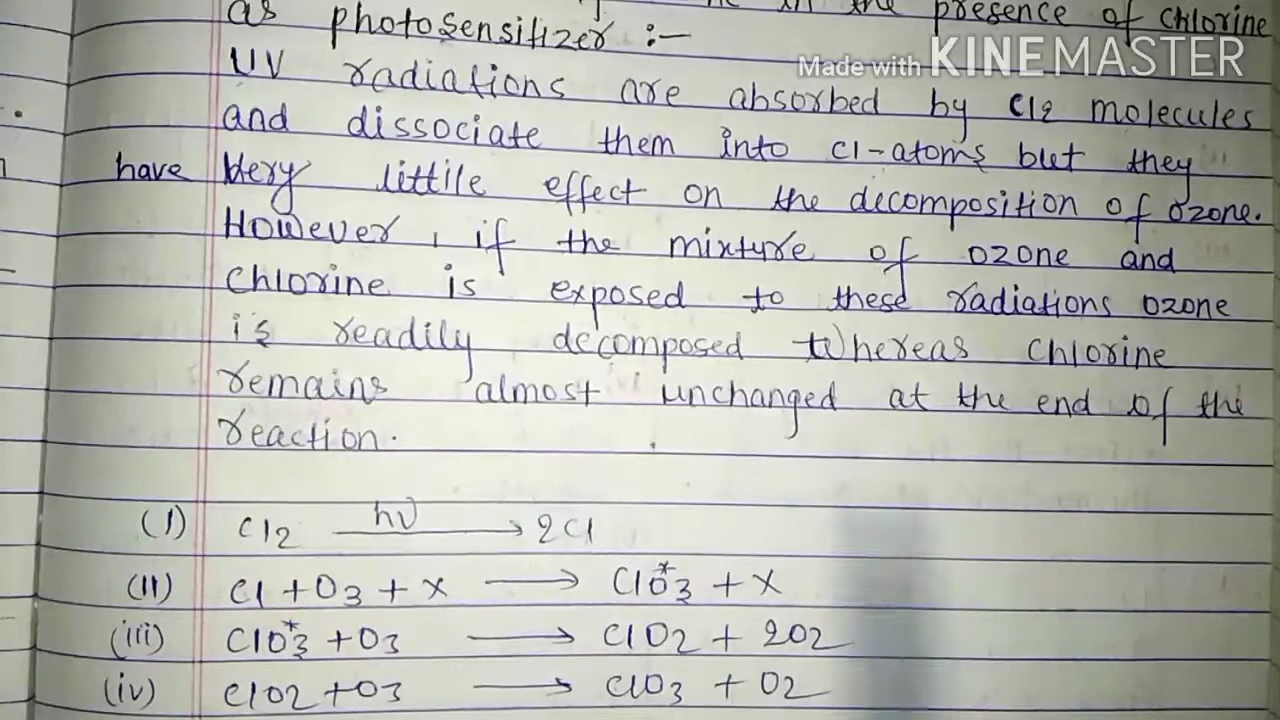 in the presence of chlorine
as photosensitizer :-
Made with KINEMASTER
UV radiations are absorbed by Cl2 molecules
and dissociate them into Cl-atoms but they
have very littile effect on the decomposition of ozone.
However, if the mixture of ozone and
chlorine is exposed to these radiations ozone
is readily decomposed whereas chlorine
remains almost unchanged at the end of the
reaction.
(I) Cl2 hν → 2Cl
(II) Cl + O3 + X → ClO3* + X
(iii) ClO3* + O3 → ClO2 + 2O2
(iv) ClO2 + O3 → ClO3 + O2